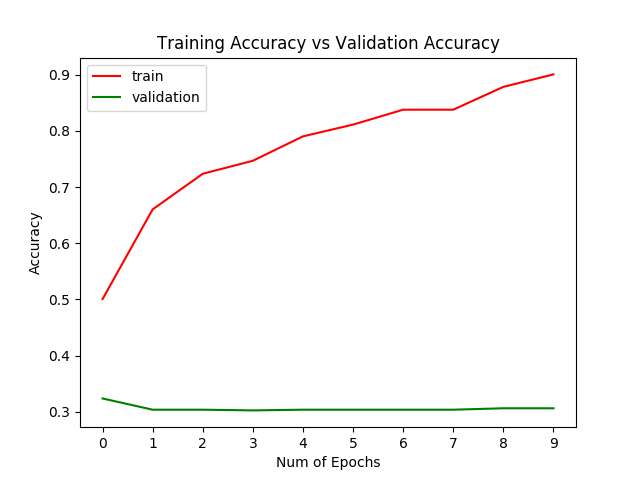 Training Accuracy vs Validation Accuracy
train
validation
0.9
0.8
0.7
0.6
0.5
0.4
0.3
Accuracy
0 1 2 3 4 5 6 7 8 9
Num of Epochs